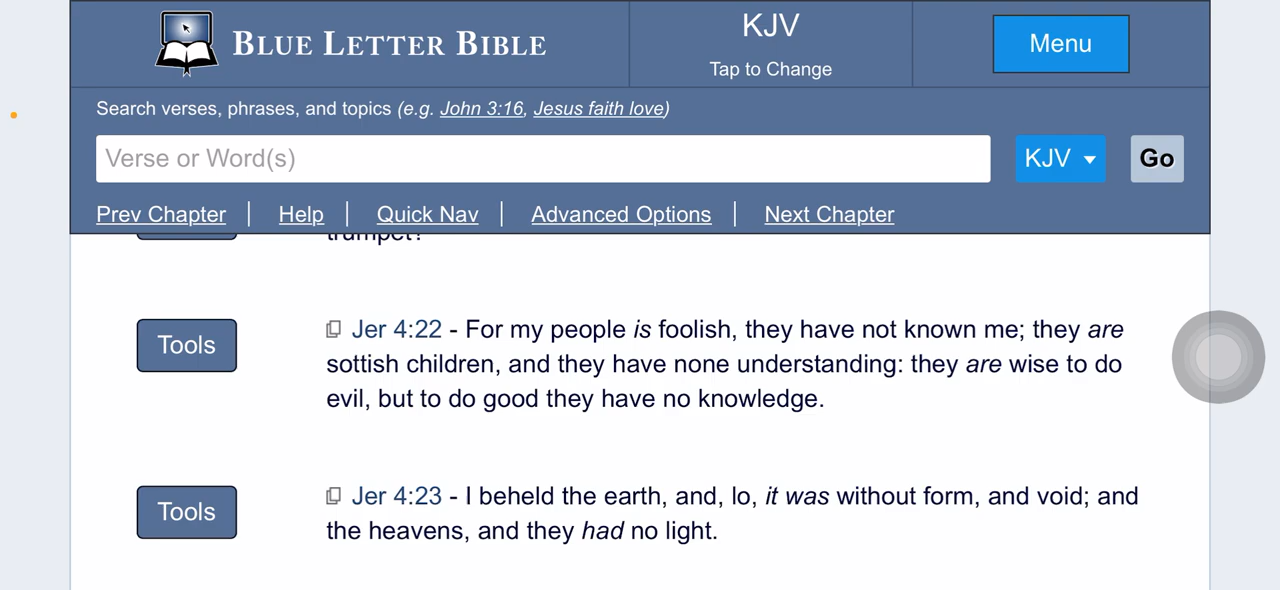 BLUE LETTER BIBLE
KJV
Tap to Change
Menu
Search verses, phrases, and topics (e.g. John 3:16, Jesus faith love)
Verse or Word(s)
KJV
Go
Prev Chapter | Help | Quick Nav | Advanced Options | Next Chapter
trumpet?
Tools
Jer 4:22 - For my people is foolish, they have not known me; they are
sottish children, and they have none understanding: they are wise to do
evil, but to do good they have no knowledge.
Tools
Jer 4:23 - I beheld the earth, and, lo, it was without form, and void; and
the heavens, and they had no light.